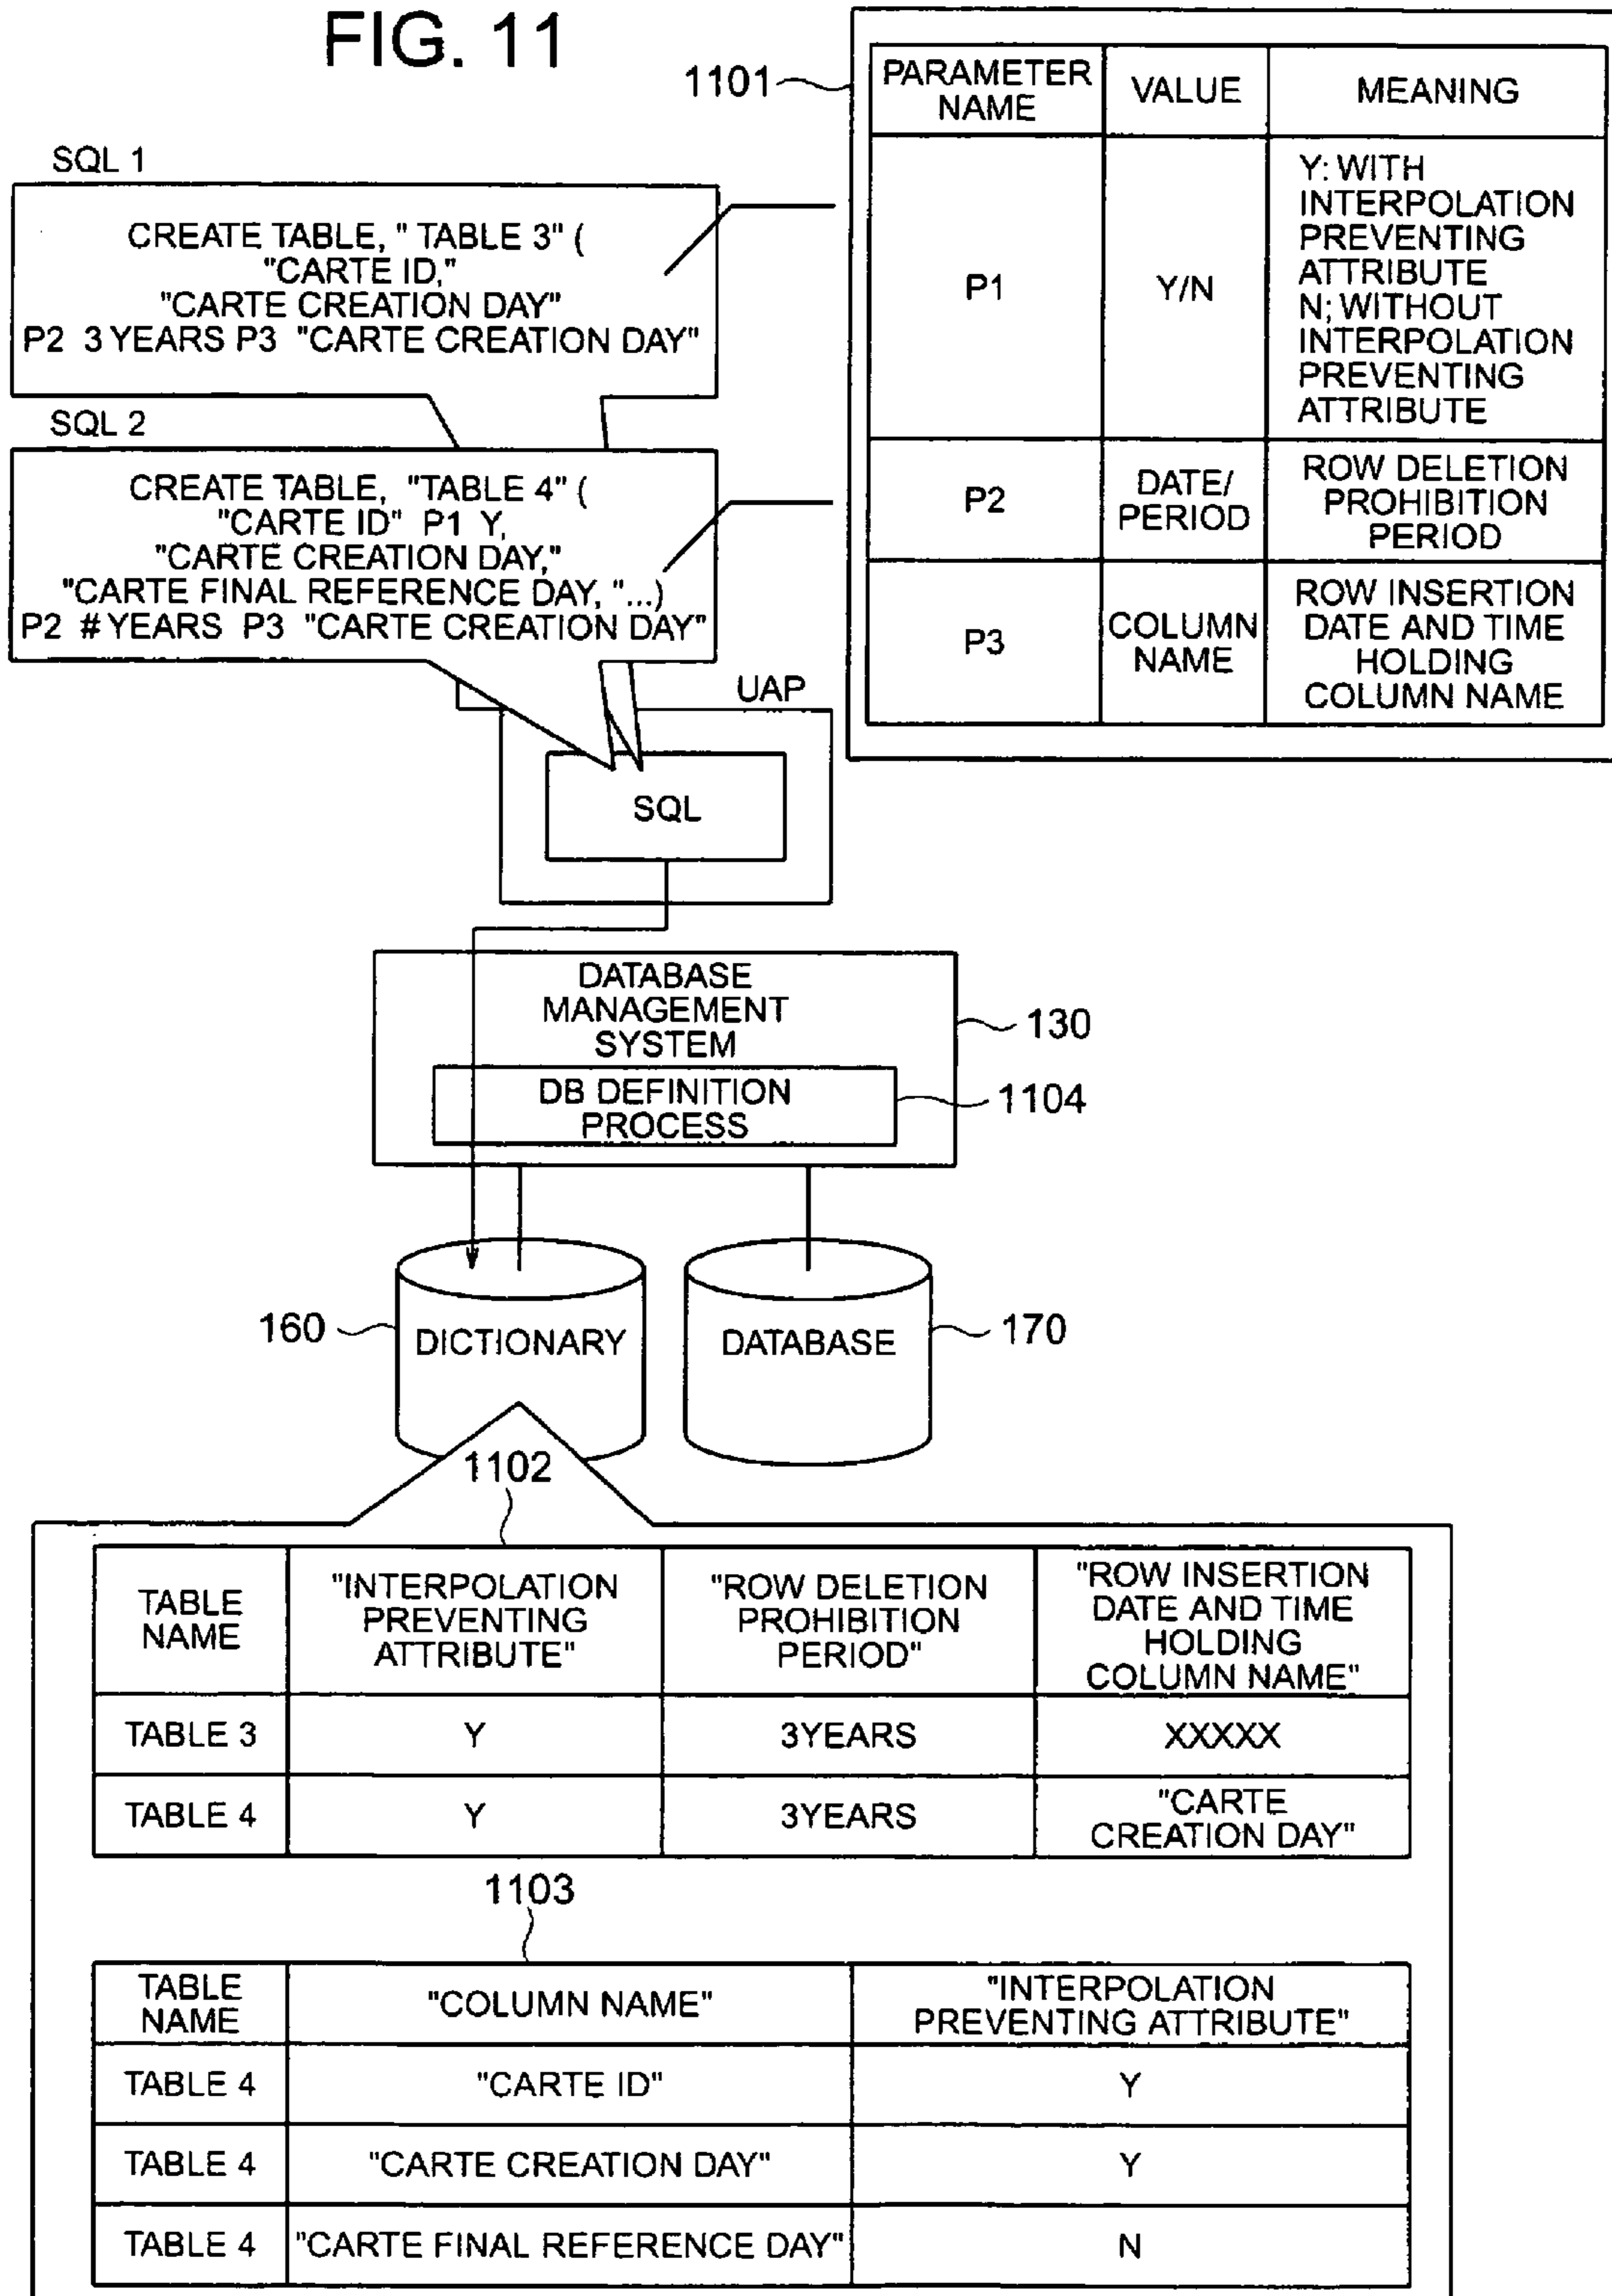 FIG. 11
1101
PARAMETER
NAME
VALUE
MEANING
P1
Y/N
Y: WITH
INTERPOLATION
PREVENTING
ATTRIBUTE
N; WITHOUT
INTERPOLATION
PREVENTING
ATTRIBUTE
P2
DATE/
PERIOD
ROW DELETION
PROHIBITION
PERIOD
P3
COLUMN
NAME
ROW INSERTION
DATE AND TIME
HOLDING
COLUMN NAME
SQL 1
CREATE TABLE, " TABLE 3" (
"CARTE ID,"
"CARTE CREATION DAY"
P2 3 YEARS P3 "CARTE CREATION DAY"
SQL 2
CREATE TABLE, "TABLE 4" (
"CARTE ID" P1 Y,
"CARTE CREATION DAY,"
"CARTE FINAL REFERENCE DAY, "...)
P2 # YEARS P3 "CARTE CREATION DAY"
UAP
SQL
DATABASE
MANAGEMENT
SYSTEM
130
DB DEFINITION
PROCESS
1104
160
DICTIONARY
DATABASE
170
1102
TABLE
NAME
"INTERPOLATION
PREVENTING
ATTRIBUTE"
"ROW DELETION
PROHIBITION
PERIOD"
"ROW INSERTION
DATE AND TIME
HOLDING
COLUMN NAME"
TABLE 3
Y
3YEARS
XXXXX
TABLE 4
Y
3YEARS
"CARTE
CREATION DAY"
1103
TABLE
NAME
"COLUMN NAME"
"INTERPOLATION
PREVENTING ATTRIBUTE"
TABLE 4
"CARTE ID"
Y
TABLE 4
"CARTE CREATION DAY"
Y
TABLE 4
"CARTE FINAL REFERENCE DAY"
N